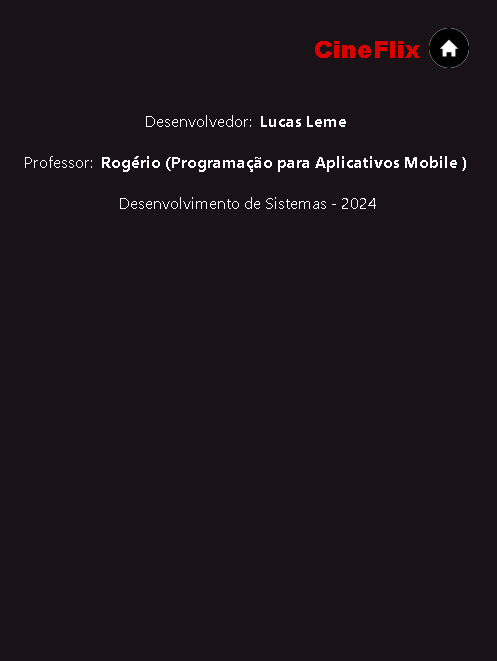 CineFlix
Desenvolvedor: Lucas Leme
Professor: Rogério (Programação para Aplicativos Mobile )
Desenvolvimento de Sistemas - 2024